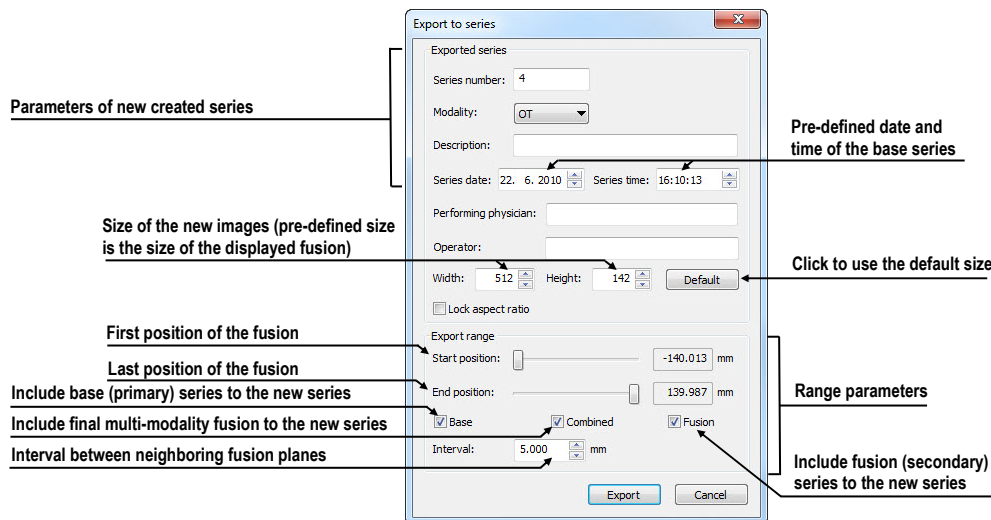 Export to series
Exported series
Series number: 4
Parameters of new created series
Modality: OT
Pre-defined date and
time of the base series
Description:
Series date: 22. 6. 2010 Series time: 16:10:13
Performing physician:
Size of the new images (pre-defined size
is the size of the displayed fusion)
Operator:
Width: 512 Height: 142 Default
Click to use the default size
Lock aspect ratio
Export range
First position of the fusion
Start position: -140.013 mm
Last position of the fusion
End position: 139.987 mm
Range parameters
Include base (primary) series to the new series
Base Combined Fusion
Include final multi-modality fusion to the new series
Interval between neighboring fusion planes
Interval: 5.000 mm
Include fusion (secondary)
series to the new series
Export Cancel